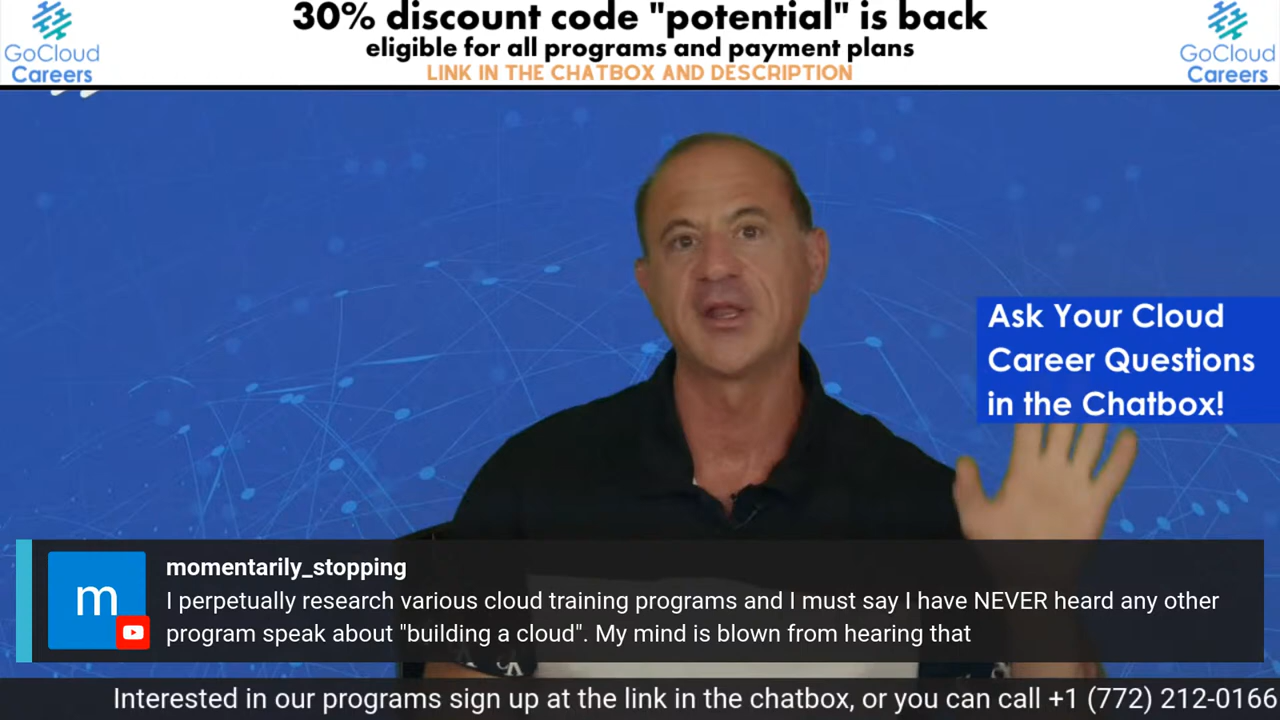 30% discount code "potential" is back
eligible for all programs and payment plans
LINK IN THE CHATBOX AND DESCRIPTION
GoCloud
Careers
GoCloud
Careers
Ask Your Cloud
Career Questions
in the Chatbox!
m
momentarily_stopping
I perpetually research various cloud training programs and I must say I have NEVER heard any other
program speak about "building a cloud". My mind is blown from hearing that
Interested in our programs sign up at the link in the chatbox, or you can call +1 (772) 212-0166